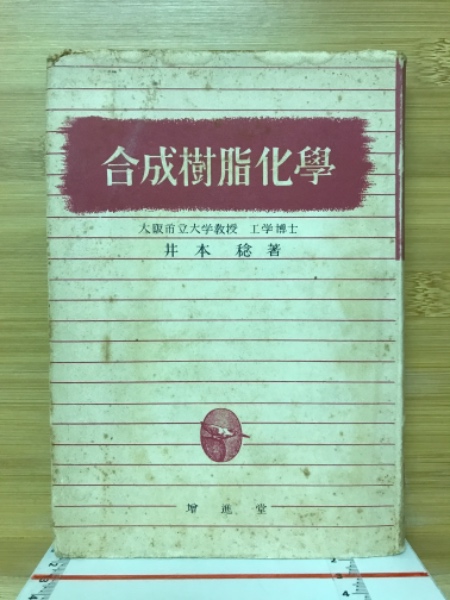 合成樹脂化學
大阪市立大学教授 工学博士
井本 稔 著
增進堂